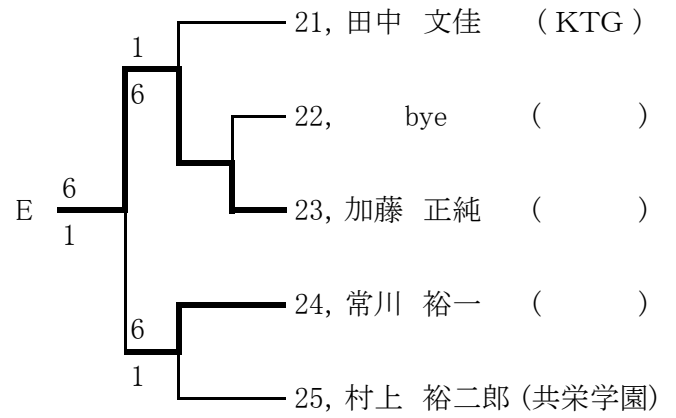 21, 田中 文佳 ( KTG )
1
6
22, bye ( )
6
E
1
23, 加藤 正純 ( )
24, 常川 裕一 ( )
6
1
25, 村上 裕二郎 (共栄学園)